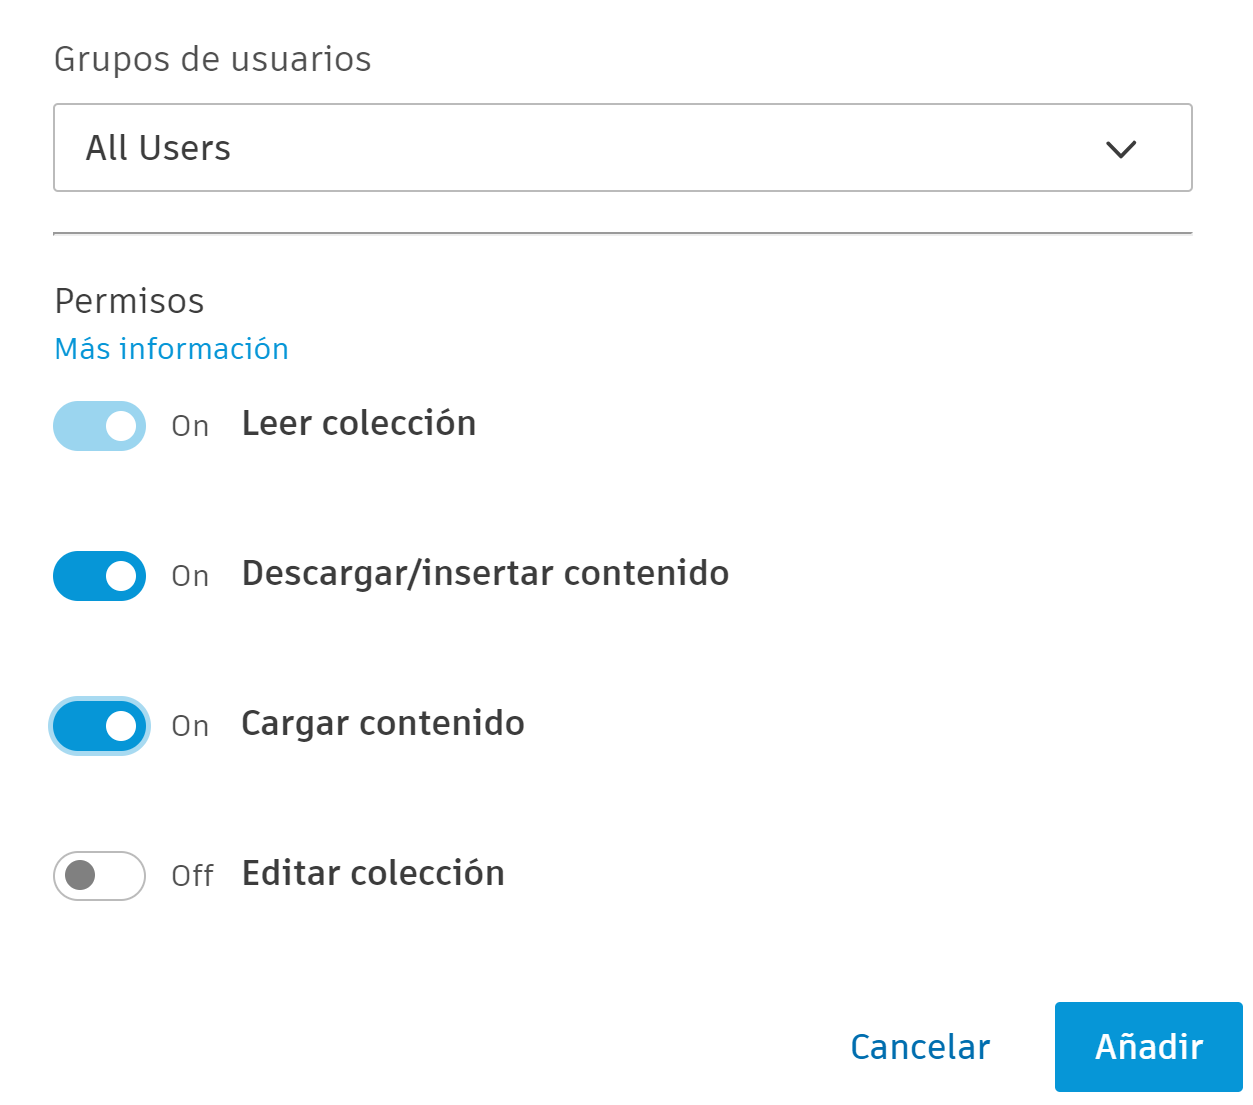 Grupos de usuarios
All Users
Permisos
Más información
On Leer colección
On Descargar/insertar contenido
On Cargar contenido
Off Editar colección
Cancelar Añadir